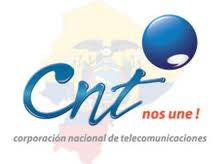 cnt
nos une !
corporación nacional de telecomunicaciones